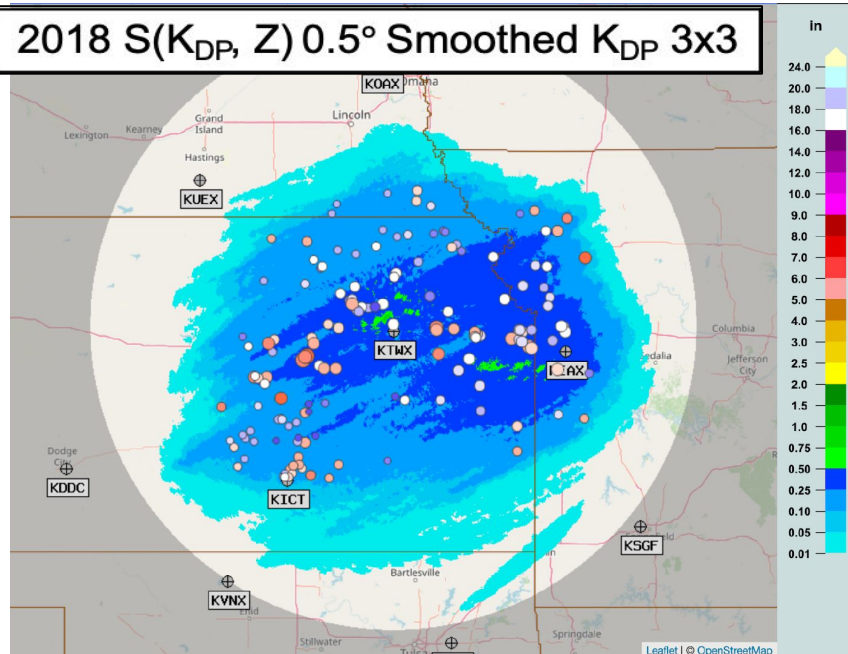 2018 S(KDP, Z) 0.5° Smoothed KDP 3x3
in
KOAX
Omaha
Lincoln
Grand
Island
Kearney
Lexington
Hastings
KUEX
24.0
20.0
18.0
16.0
14.0
12.0
10.0
9.0
8.0
7.0
6.0
5.0
4.0
3.0
2.5
2.0
1.5
1.0
0.75
0.50
0.25
0.10
0.05
0.01
KTWX
Columbia
Jefferson
City
Dodge
City
KDDC
KICT
KSGF
KVNX
Enid
Bartlesville
Stillwater
Tulsa
Springdale
Leaflet | © OpenStreetMap